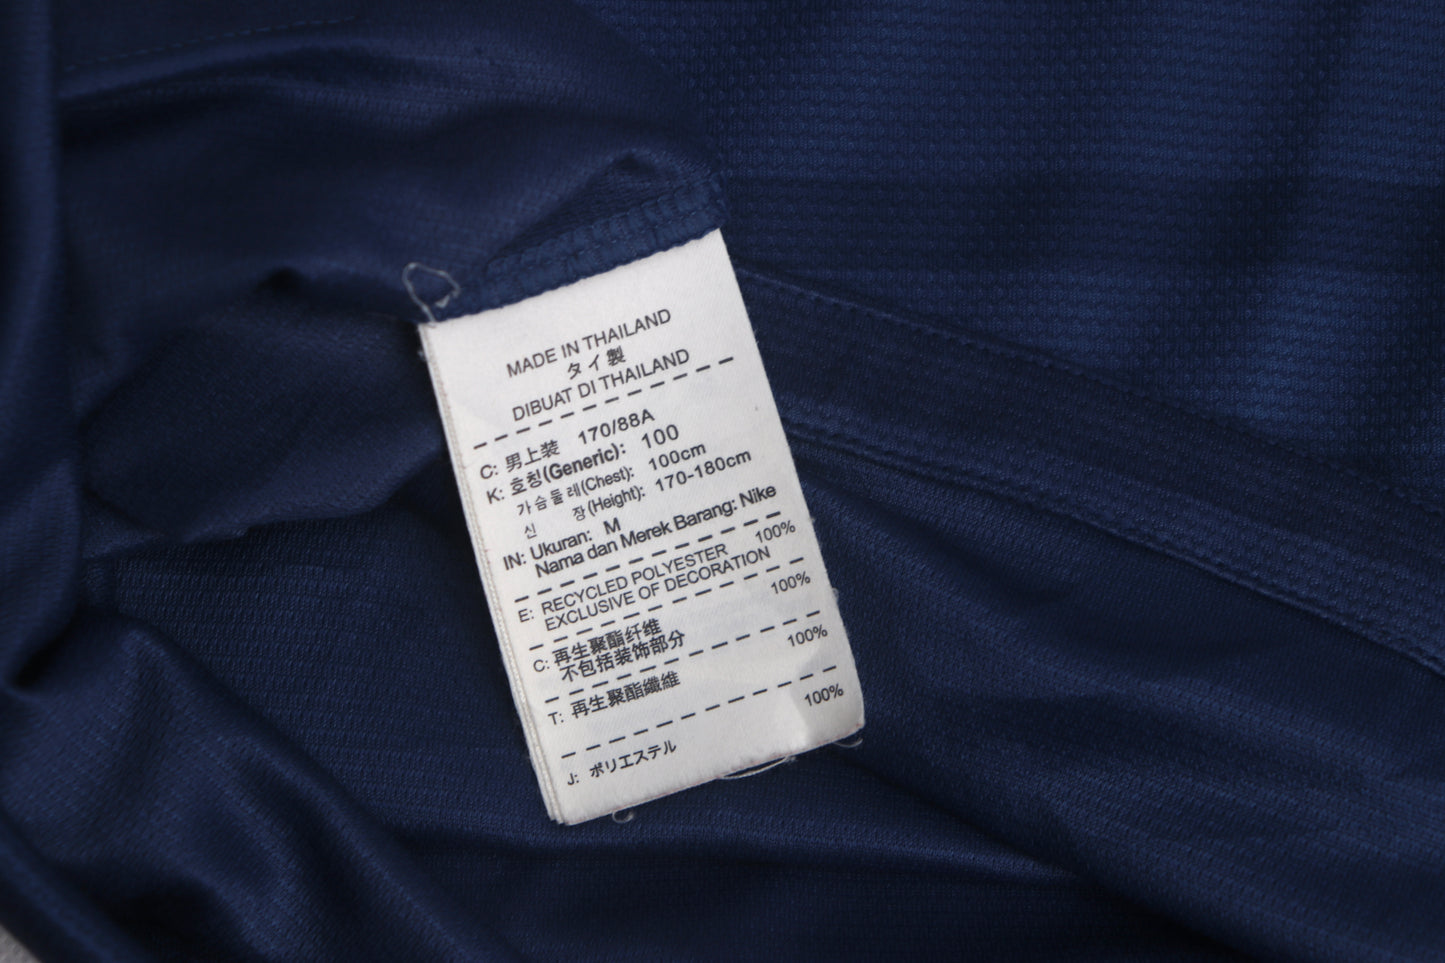 MADE IN THAILAND
タイ製
DIBUAT DI THAILAND
C: 男上装 170/88A
K: 호칭(Generic): 100
가슴둘레(Chest): 100cm
신 장(Height): 170-180cm
IN: Ukuran: M
Nama dan Merek Barang: Nike
E: RECYCLED POLYESTER 100%
EXCLUSIVE OF DECORATION
C: 再生聚酯纤维 100%
不包括装饰部分
T: 再生聚酯纖維 100%
J: ポリエステル 100%